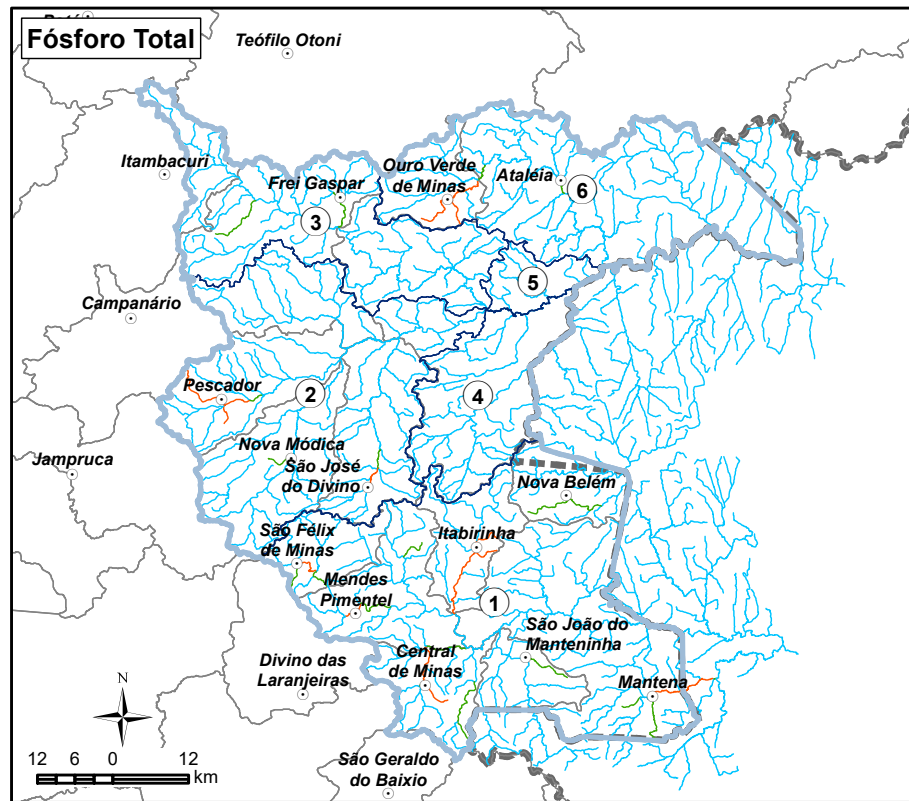 Fósforo Total
Teófilo Otoni
Itambacuri
Ouro Verde
de Minas
Ataléia
Frei Gaspar
6
3
5
Campanário
Pescador
2
4
Nova Módica
São José
do Divino
Jampruca
Nova Belém
São Félix
de Minas
Itabirinha
Mendes
Pimentel
1
São João do
Manteninha
Central
de Minas
Divino das
Laranjeiras
Mantena
N
São Geraldo
do Baixio
12 6 0 12
km